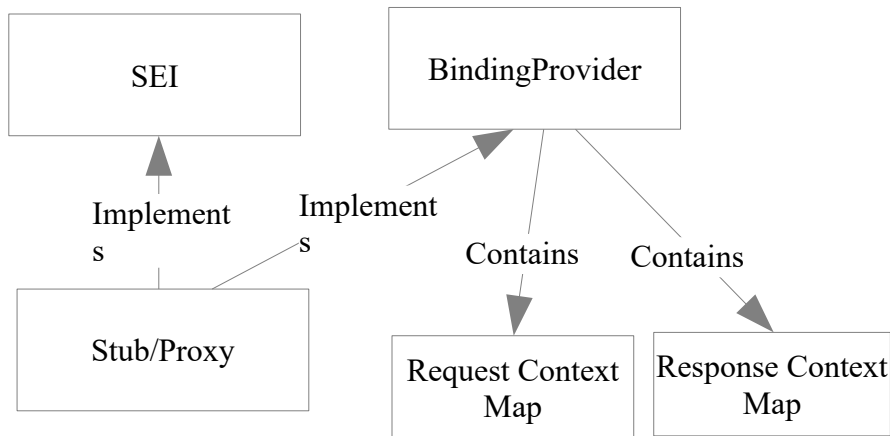 SEI
BindingProvider
Implement
s
Implement
s
Contains
Contains
Stub/Proxy
Request Context
Map
Response Context
Map